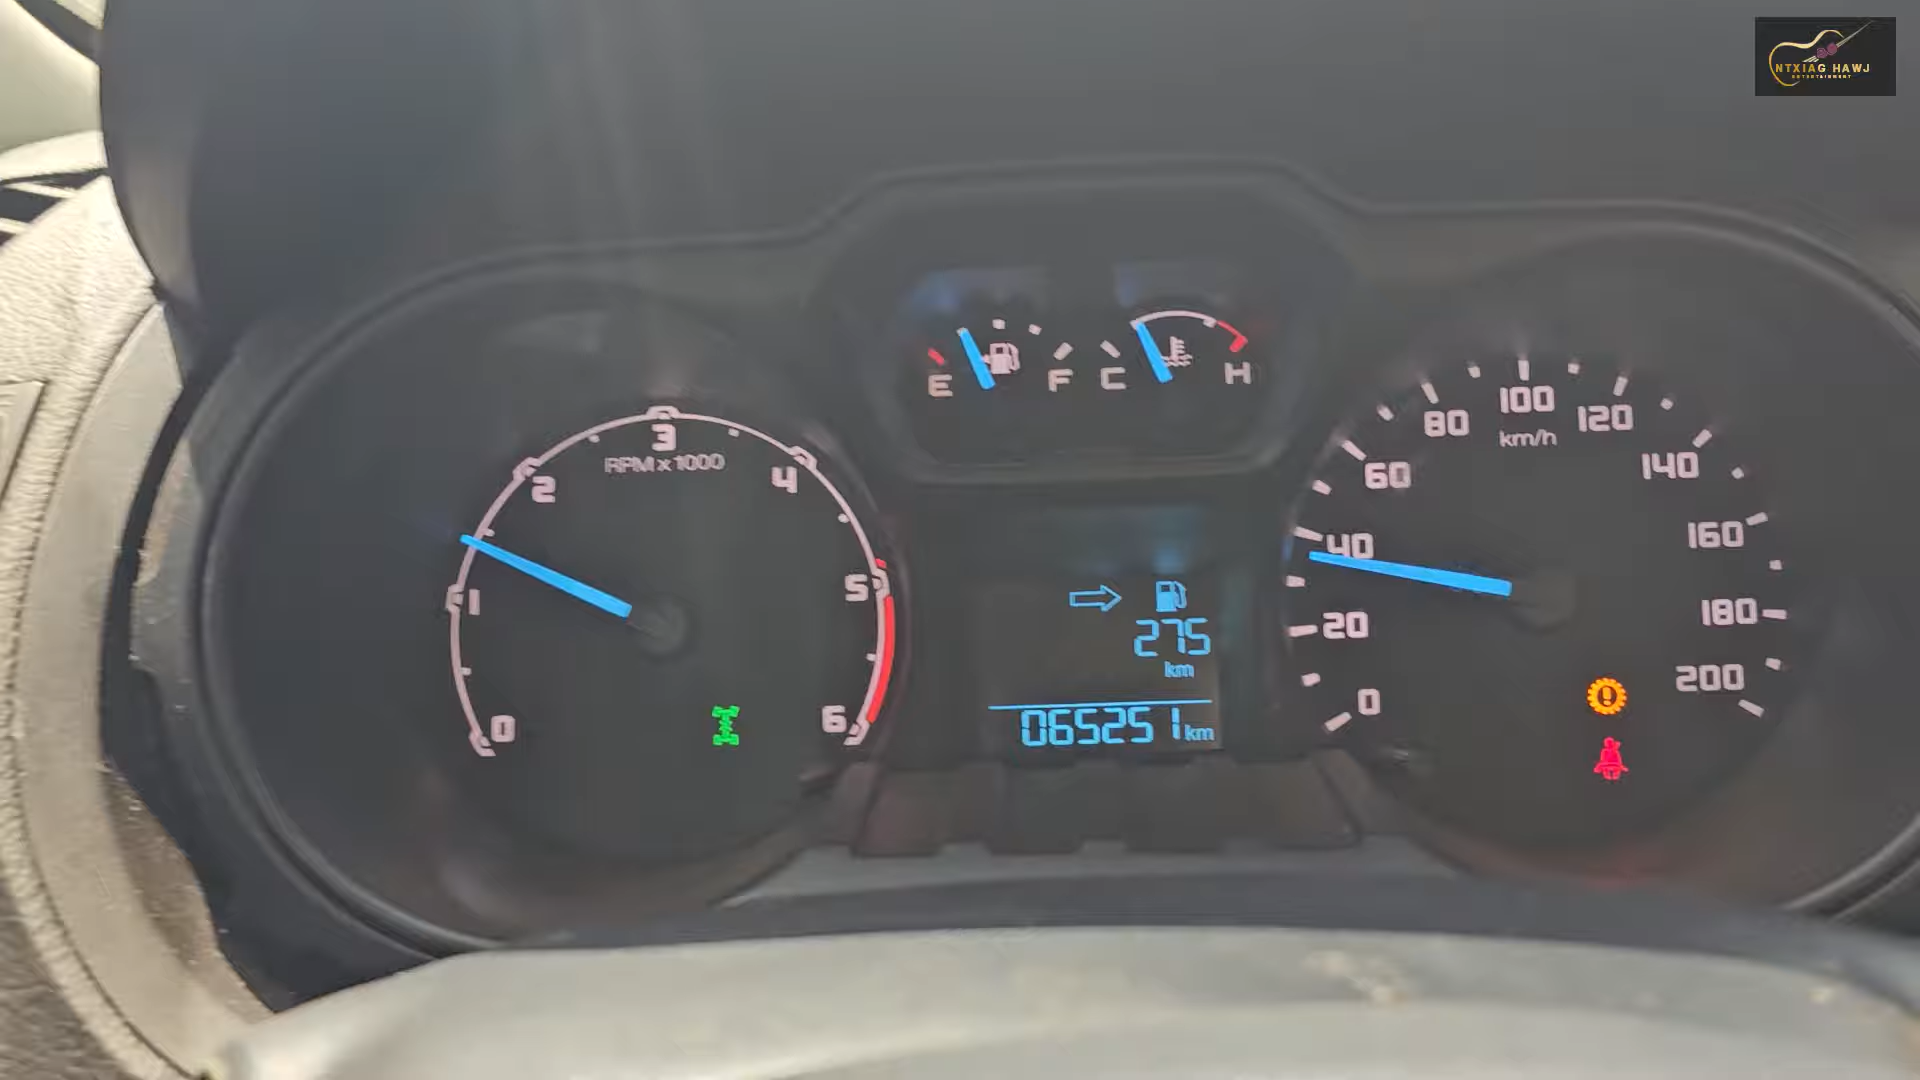 NTXIAG HAWJ
ENTERTAINMENT
E F C H
0 1 2 3 4 5 6
RPM x 1000
0 20 40 60 80 100 120 140 160 180 200
km/h
275
km
065251 km